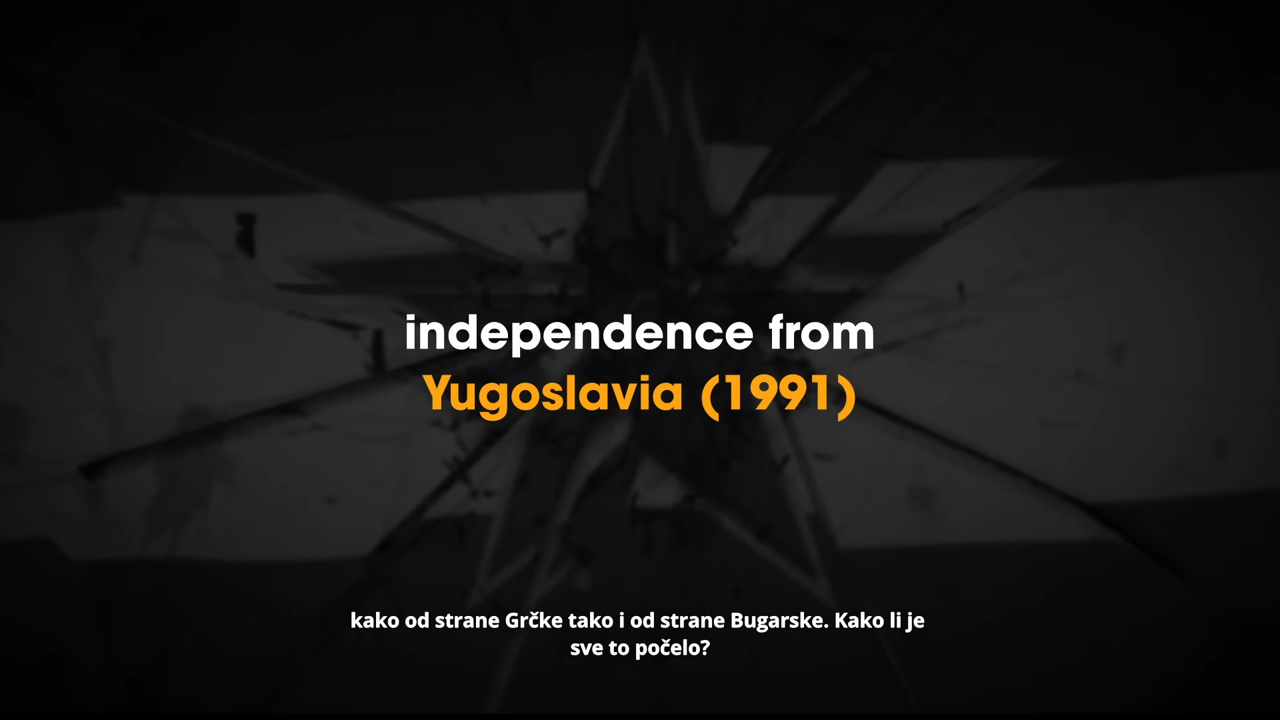 independence from
Yugoslavia (1991)
kako od strane Grčke tako i od strane Bugarske. Kako li je
sve to počelo?